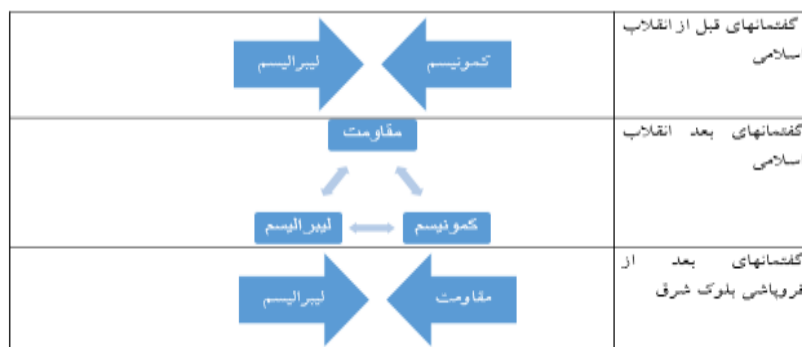 گفتمانهای قبل از انقلاب
اسلامی
کمونیسم
لیبرالیسم
گفتمانهای بعد انقلاب
اسلامی
مقاومت
کمونیسم
لیبرالیسم
گفتمانهای بعد از
فروپاشی بلوک شرق
مقاومت
لیبرالیسم